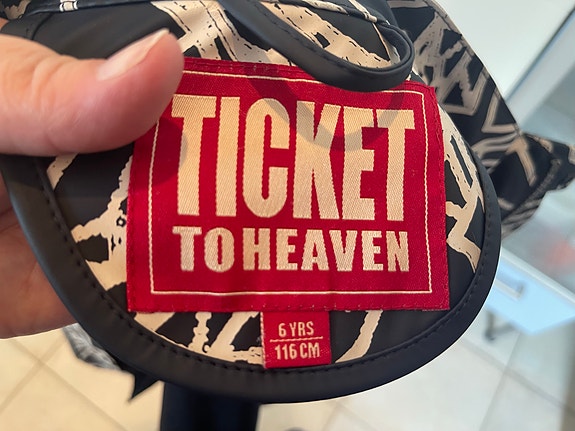 TICKET
TO HEAVEN
6 YRS
116 CM